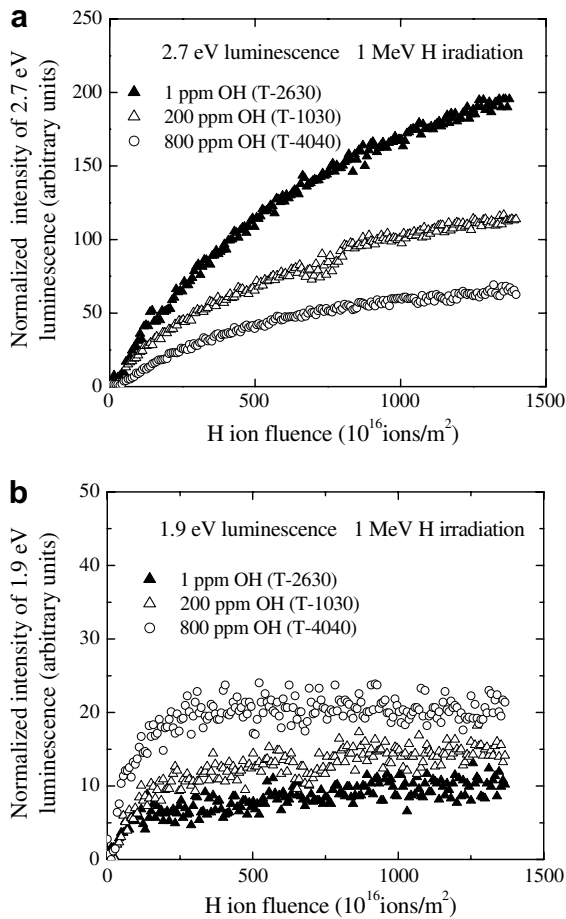 a
2.7 eV luminescence 1 MeV H irradiation
1 ppm OH (T-2630)
200 ppm OH (T-1030)
800 ppm OH (T-4040)
Normalized intensity of 2.7 eV
luminescence (arbitrary units)
250
200
150
100
50
0
0
500
1000
1500
H ion fluence (10¹⁶ions/m²)
b
1.9 eV luminescence 1 MeV H irradiation
1 ppm OH (T-2630)
200 ppm OH (T-1030)
800 ppm OH (T-4040)
Normalized intensity of 1.9 eV
luminescence (arbitrary units)
50
40
30
20
10
0
0
500
1000
1500
H ion fluence (10¹⁶ions/m²)